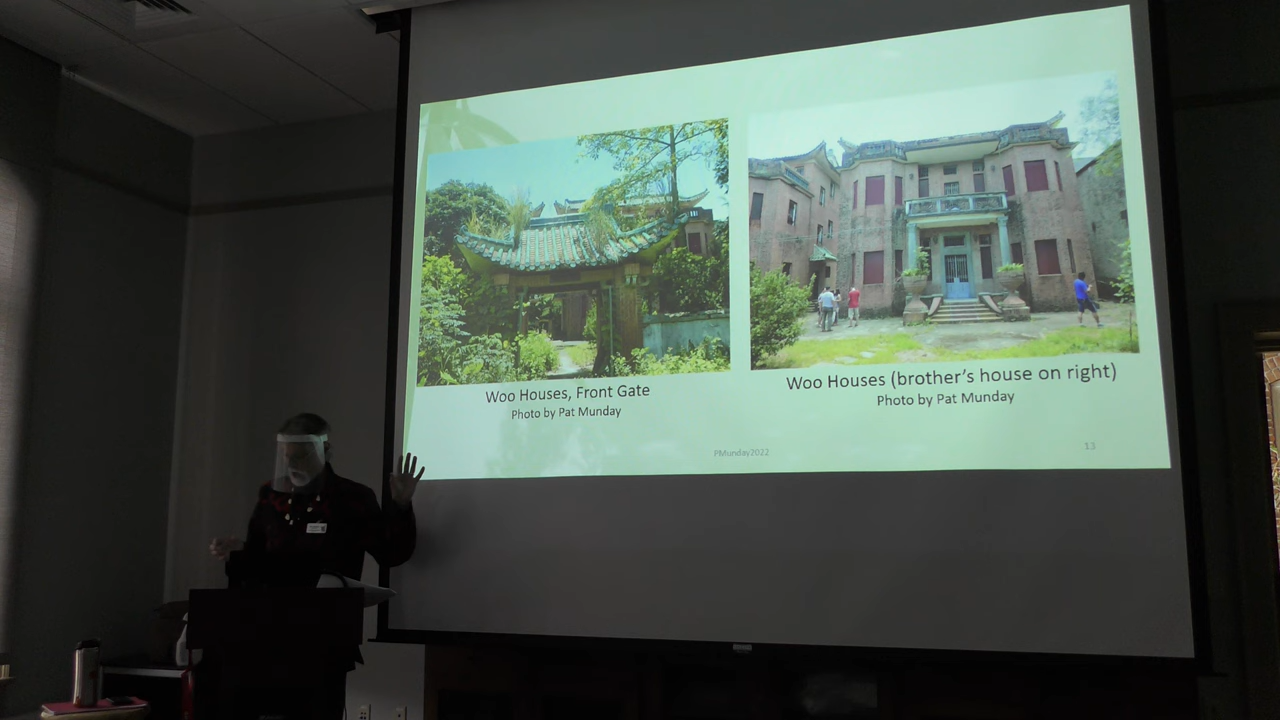 Woo Houses, Front Gate
Photo by Pat Munday
Woo Houses (brother's house on right)
Photo by Pat Munday
PMunday2022
13